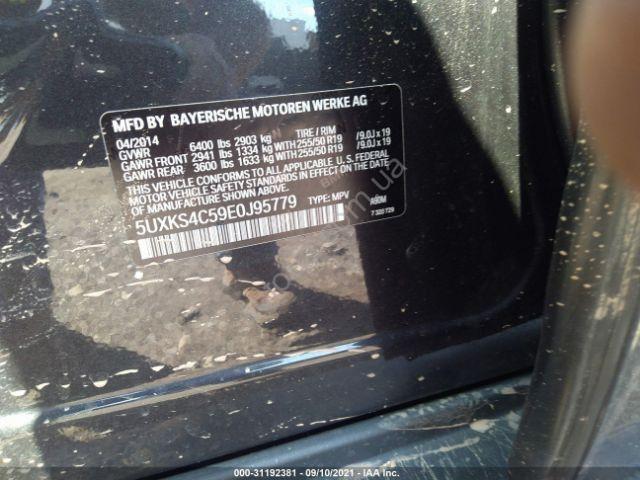 MFD BY BAYERISCHE MOTOREN WERKE AG
04/2014 6400 lbs 2903 kg TIRE / RIM
GVWR
GAWR FRONT 2941 lbs 1334 kg WITH 255/50 R19 / 9.0J x 19
GAWR REAR 3600 lbs 1633 kg WITH 255/50 R19 / 9.0J x 19
THIS VEHICLE CONFORMS TO ALL APPLICABLE U.S. FEDERAL
MOTOR VEHICLE SAFETY STANDARDS IN EFFECT ON THE DATE OF
MANUFACTURE SHOWN ABOVE.
5UXKS4C59E0J95779 TYPE: MPV
7 320 729
000-31192381 - 09/10/2021 - IAA Inc.